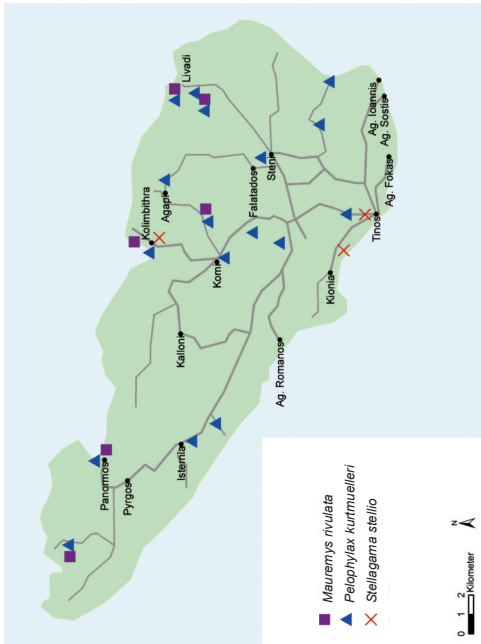 Livadi
Kolimbithra
Agapi
Steni
Falatados
Ag. Ioannis
Ag. Sostis
Ag. Fokas
Tinos
Komi
Kionia
Kalloni
Ag. Romanos
Panormos
Pyrgos
Isternia
Mauremys rivulata
Pelophylax kurtmuelleri
Stellagama stellio
N
0 1 2
Kilometer